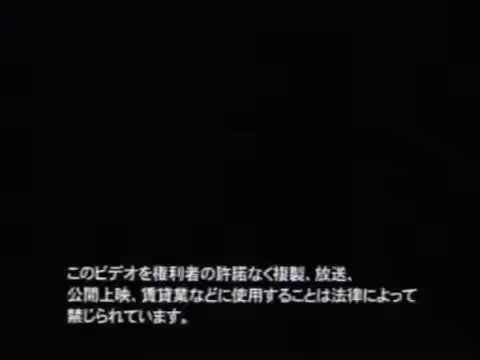 このビデオを権利者の許諾なく複製、放送、
公開上映、賃貸業などに使用することは法律によって
禁じられています。